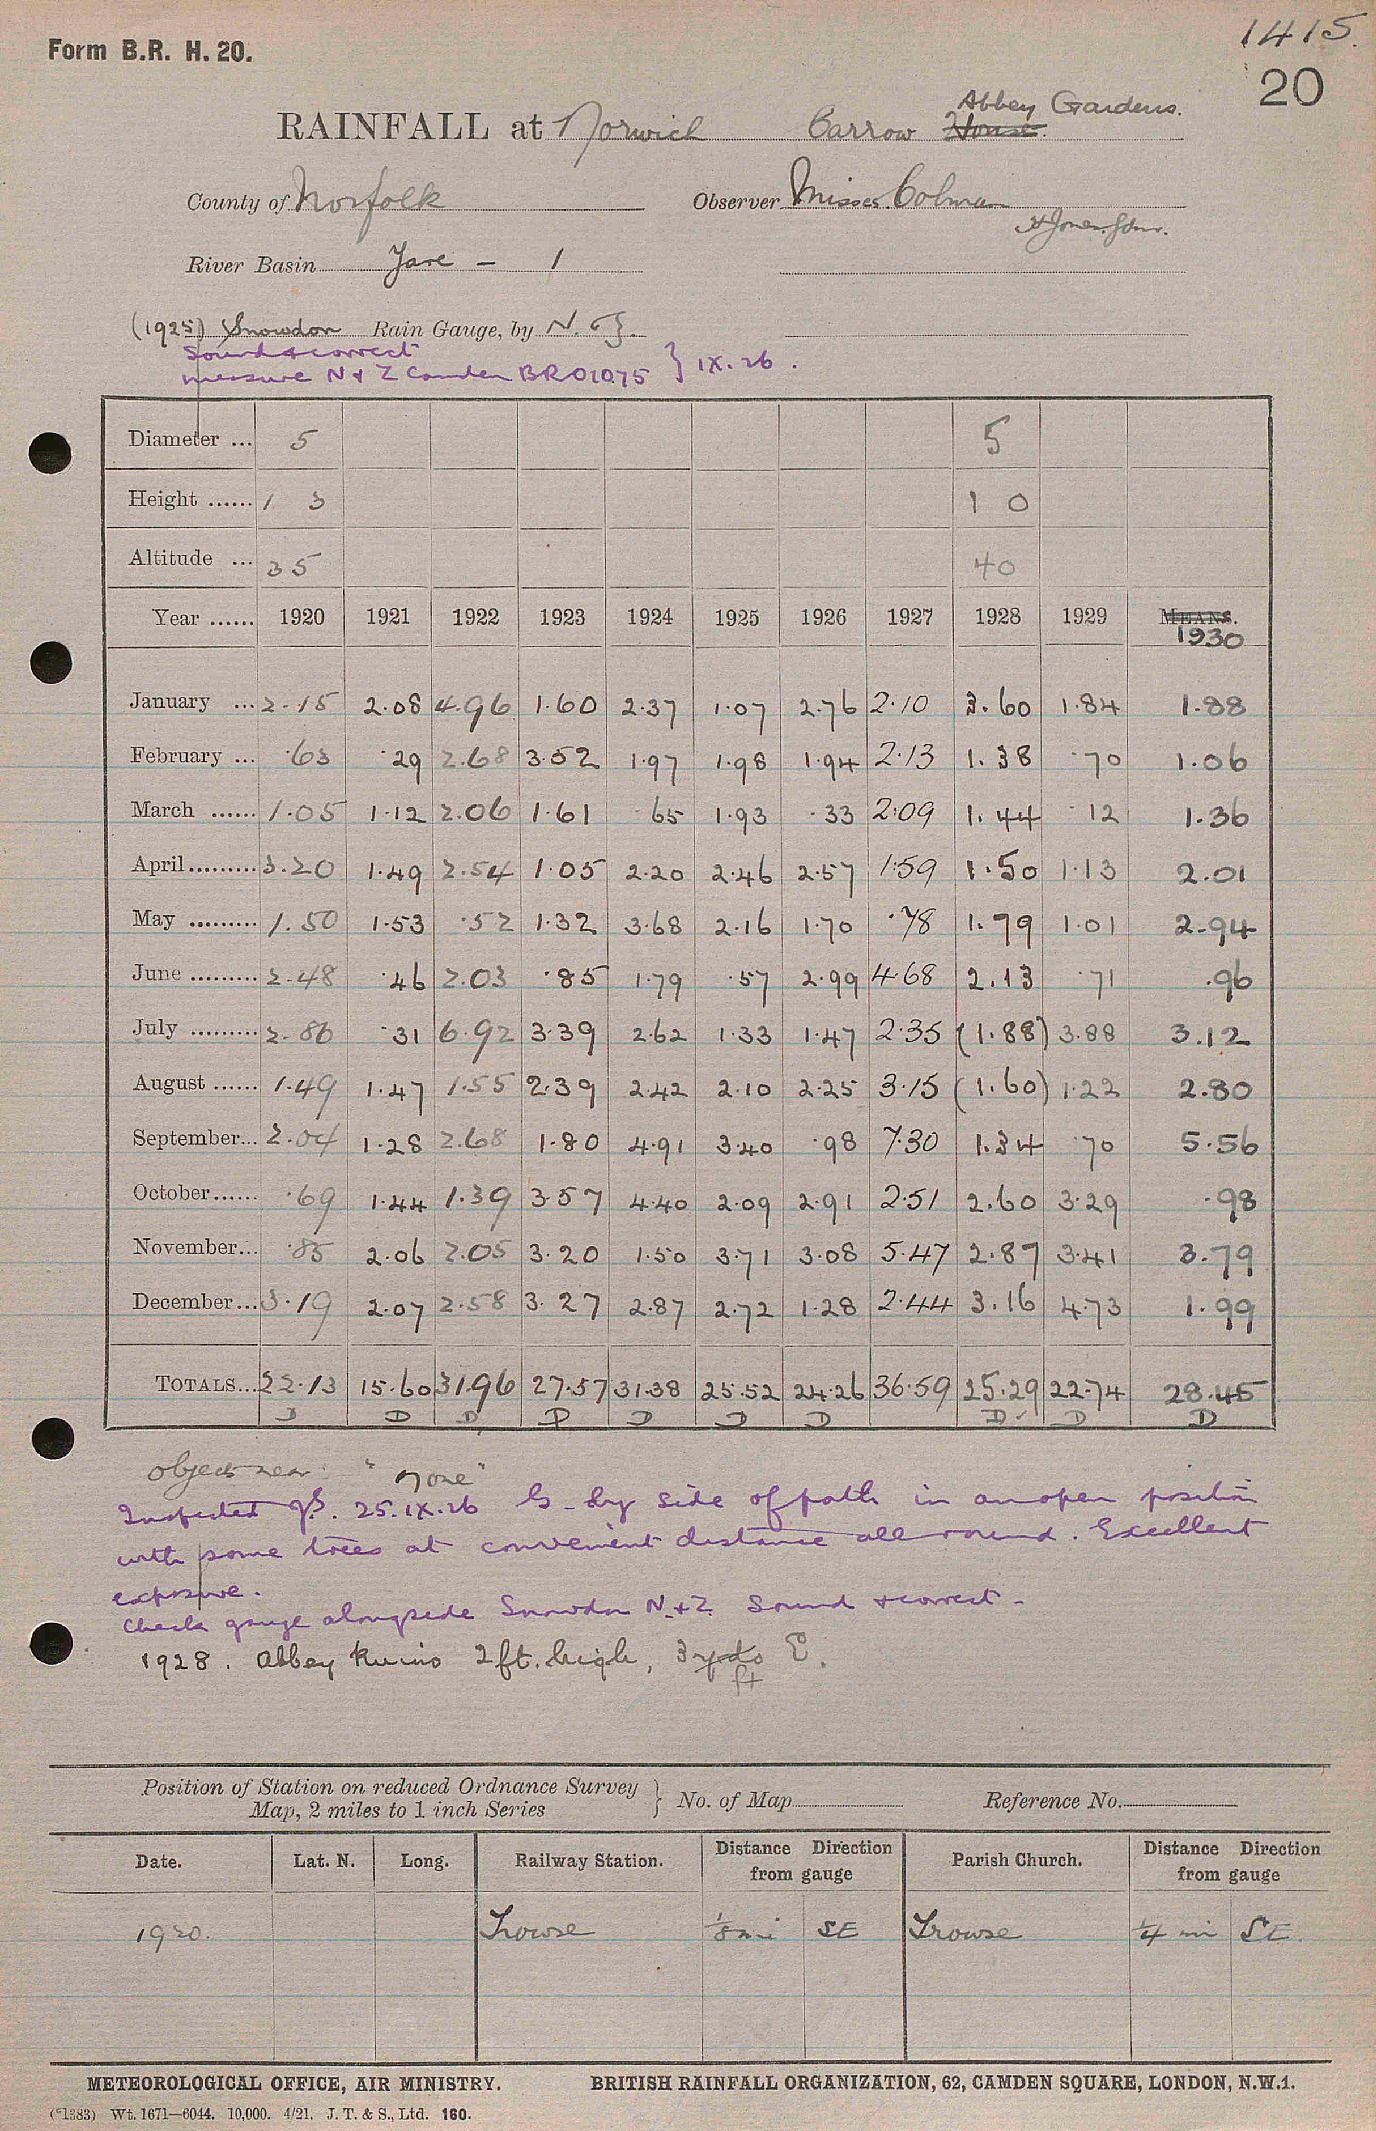 1415.
Form B.R. H. 20.
20
Abbey Gardens.
RAINFALL at Norwich Carrow House.
County of Norfolk Observer Misses Colman
River Basin Yare - 1
(1925) Snowdon Rain Gauge, by N. & Z.
Sound & correct
measure N & Z Camden BR01075 } IX.26.
Diameter ... 5 5
Height ...... 1 3 1 0
Altitude ... 35 40
Year ...... 1920 1921 1922 1923 1924 1925 1926 1927 1928 1929 MEANS.
1930
January ... 2.15 2.08 4.96 1.60 2.37 1.07 2.76 2.10 3.60 1.84 1.88
February ... .63 .29 2.68 3.52 1.97 1.98 1.94 2.13 1.38 .70 1.06
March ...... 1.05 1.12 2.06 1.61 .65 1.93 .33 2.09 1.44 .12 1.36
April......... 3.20 1.49 2.54 1.05 2.20 2.46 2.57 1.59 1.50 1.13 2.01
May ......... 1.50 1.53 .52 1.32 3.68 2.16 1.70 .78 1.79 1.01 2.94
June ......... 2.48 .46 2.03 .85 1.79 .57 2.99 4.68 2.13 .71 .96
July ......... 2.86 .31 6.92 3.39 2.62 1.33 1.47 2.35 (1.88) 3.88 3.12
August ...... 1.49 1.47 1.55 2.39 2.42 2.10 2.25 3.15 (1.60) 1.22 2.80
September... 2.04 1.28 2.68 1.80 4.91 3.40 .98 7.30 1.34 .70 5.56
October...... .69 1.44 1.39 3.57 4.40 2.09 2.91 2.51 2.60 3.29 .98
November... .85 2.06 2.05 3.20 1.50 3.71 3.08 5.47 2.87 3.41 3.79
December... 3.19 2.07 2.58 3.27 2.87 2.72 1.28 2.44 3.16 4.73 1.99
TOTALS... 22.13 15.60 31.96 27.57 31.38 25.52 24.26 36.59 25.29 22.74 28.45
D D D D D D D D D D
Objects near: "none"
Inspected 25.IX.26 G. by side of path in an open position
with some trees at convenient distance all round. Excellent
exposure.
Check gauge alongside Snowdon N. & Z. Sound & correct -
1928. Abbey Ruins 2ft. high, 3 yds E.
ft
Position of Station on reduced Ordnance Survey
Map, 2 miles to 1 inch Series } No. of Map Reference No.
Date. Lat. N. Long. Railway Station. Distance Direction from gauge Parish Church. Distance Direction from gauge
1920. Trowse 1/8 mi SE Trowse 1/4 mi SE.
METEOROLOGICAL OFFICE, AIR MINISTRY. BRITISH RAINFALL ORGANIZATION, 62, CAMDEN SQUARE, LONDON, N.W.1.
(*1383) Wt. 1671—6044. 10,000. 4/21. J. T. & S., Ltd. 160.